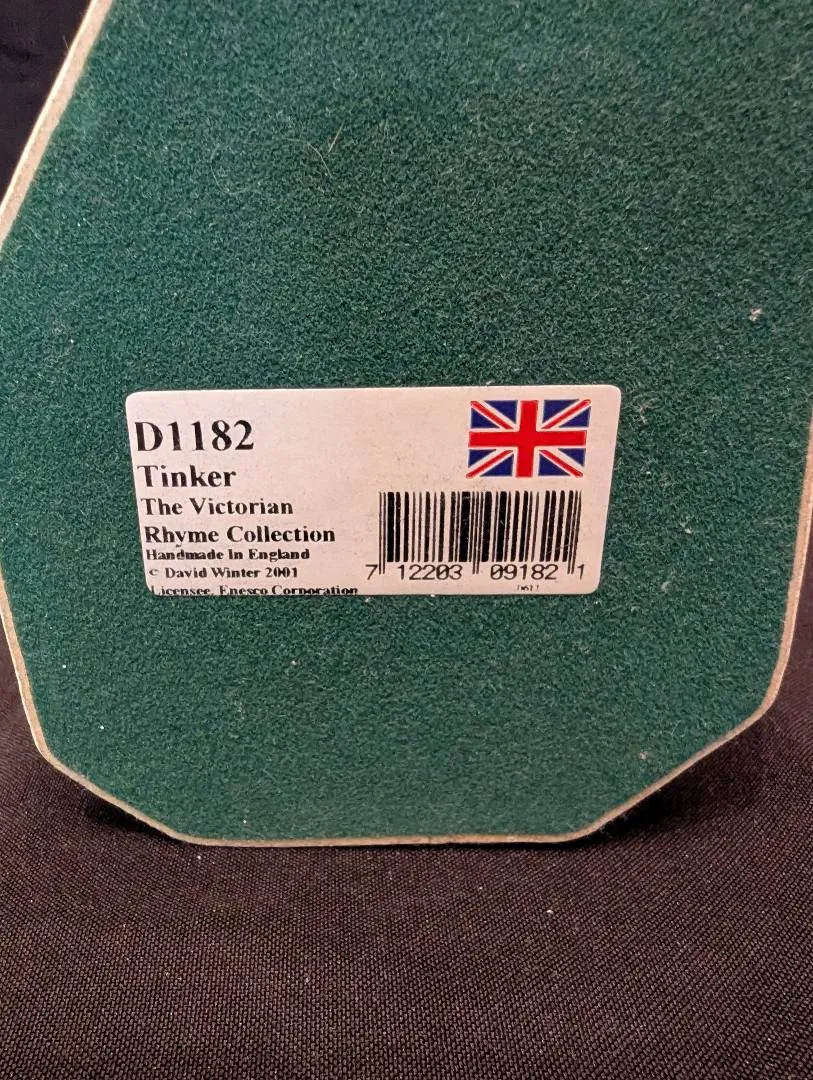 D1182
Tinker
The Victorian
Rhyme Collection
Handmade In England
© David Winter 2001
Licensee. Enesco Corporation
7 12203 09182 1